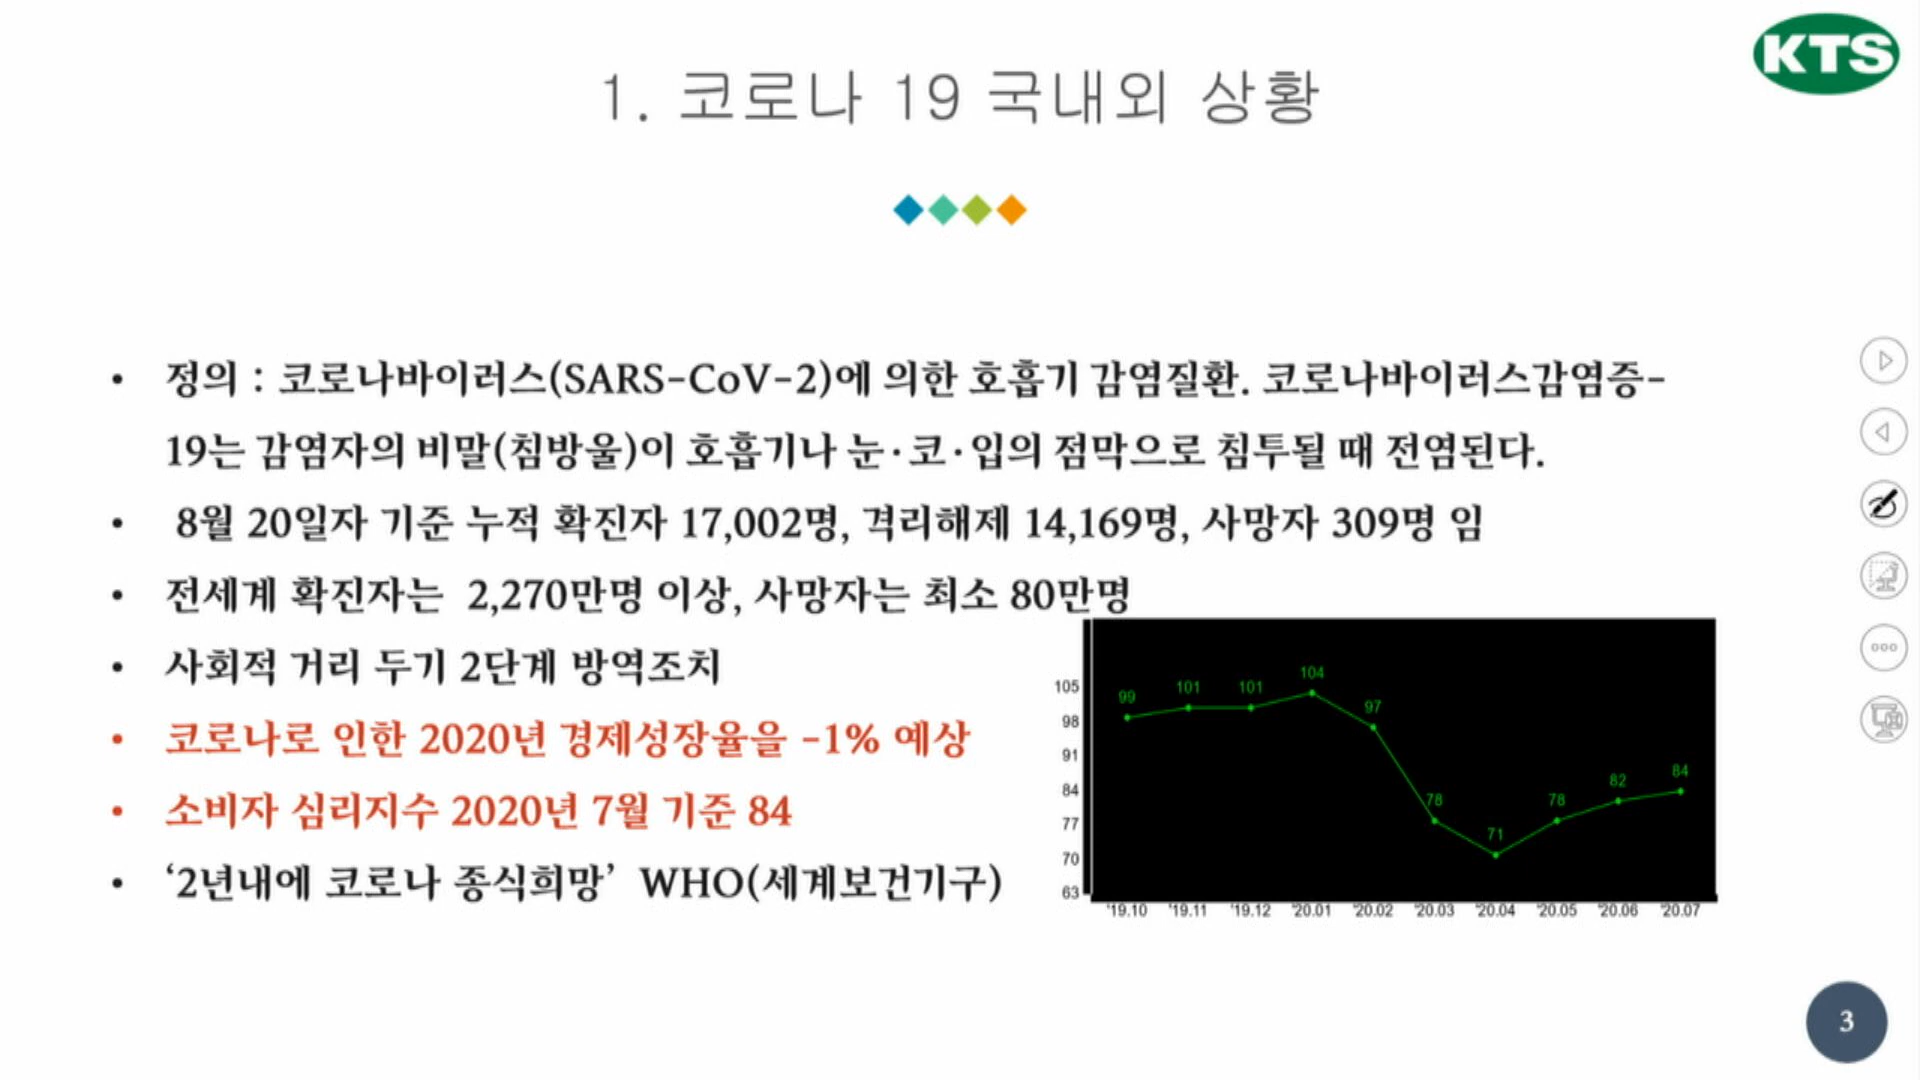 KTS
1. 코로나 19 국내외 상황
• 정의 : 코로나바이러스(SARS-CoV-2)에 의한 호흡기 감염질환. 코로나바이러스감염증-
19는 감염자의 비말(침방울)이 호흡기나 눈·코·입의 점막으로 침투될 때 전염된다.
• 8월 20일자 기준 누적 확진자 17,002명, 격리해제 14,169명, 사망자 309명 임
• 전세계 확진자는 2,270만명 이상, 사망자는 최소 80만명
• 사회적 거리 두기 2단계 방역조치
• 코로나로 인한 2020년 경제성장율을 -1% 예상
• 소비자 심리지수 2020년 7월 기준 84
• ‘2년내에 코로나 종식희망’ WHO(세계보건기구)
105
98
91
84
77
70
63
99 101 101 104 97 78 71 78 82 84
'19.10 '19.11 '19.12 '20.01 '20.02 '20.03 '20.04 '20.05 '20.06 '20.07
3